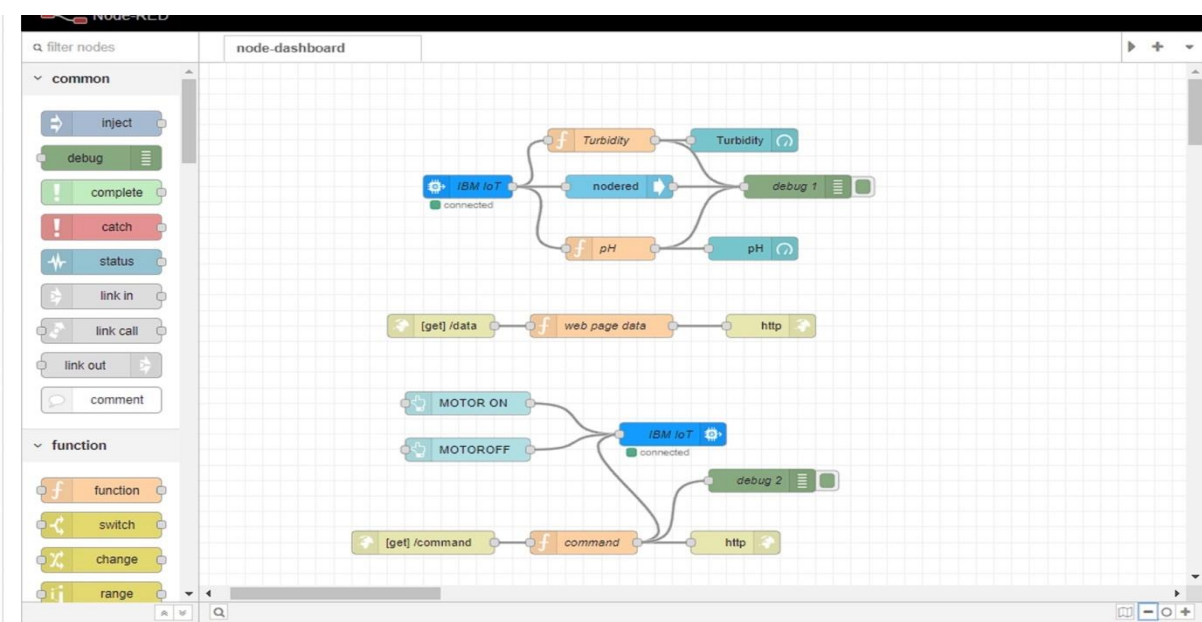 Node-RED
filter nodes
node-dashboard
common
inject
debug
complete
catch
status
link in
link call
link out
comment
function
function
switch
change
range
Turbidity
Turbidity
IBM IoT
connected
nodered
debug 1
pH
pH
[get] /data
web page data
http
MOTOR ON
MOTOROFF
IBM IoT
connected
debug 2
[get] /command
command
http